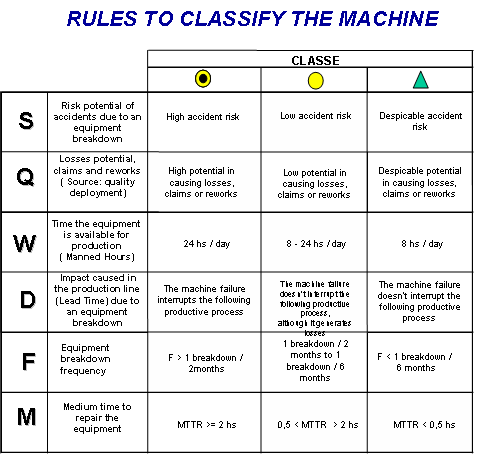 RULES TO CLASSIFY THE MACHINE
CLASSE
S
Risk potential of
accidents due to an
equipment
breakdown
High accident risk
Low accident risk
Despicable accident
risk
Q
Losses potential,
claims and reworks
( Source: quality
deployment)
High potential in
causing losses,
claims or reworks
Low potential in
causing losses,
claims or reworks
Despicable potential
in causing losses,
claims or reworks
W
Time the equipment
is available for
production
( Manned Hours)
24 hs / day
8 - 24 hs / day
8 hs / day
D
Impact caused in
the production line
(Lead Time) due to
an equipment
breakdown
The machine failure
interrupts the following
productive process
The machine failure
does n't interrupt the
following productive
process,
although it generates
losses
The machine failure
doesn't interrupt the
following productive
process
F
Equipment
breakdown
frequency
F > 1 breakdown /
2months
1 breakdown / 2
months to 1
breakdown / 6
months
F < 1 breakdown /
6 months
M
Medium time to
repair the
equipment
MTTR >= 2 hs
0,5 < MTTR > 2 hs
MTTR < 0,5 hs